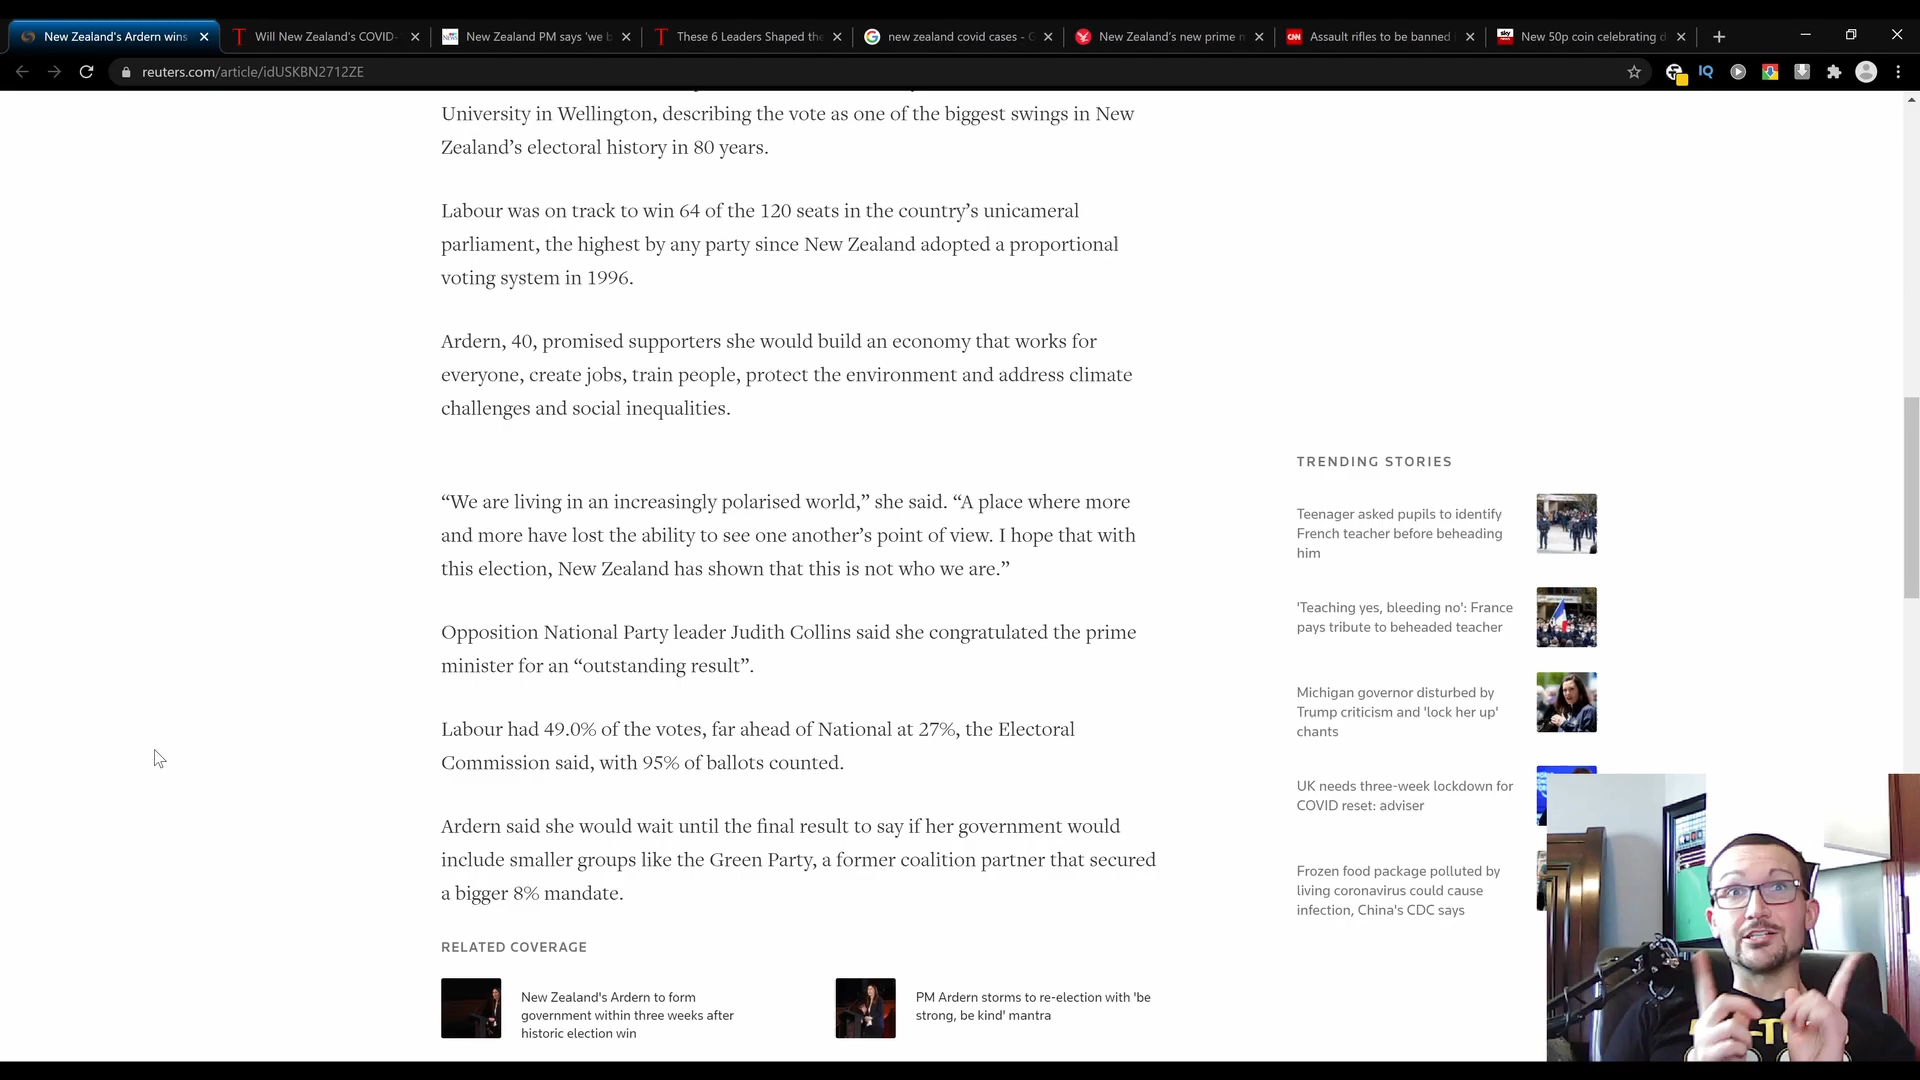 New Zealand's Ardern wins
Will New Zealand's COVID-
New Zealand PM says 'we b
These 6 Leaders Shaped the
new zealand covid cases - G
New Zealand's new prime m
CNN
Assault rifles to be banned
sky news
New 50p coin celebrating d
reuters.com/article/idUSKBN2712ZE
IQ
University in Wellington, describing the vote as one of the biggest swings in New
Zealand’s electoral history in 80 years.
Labour was on track to win 64 of the 120 seats in the country’s unicameral
parliament, the highest by any party since New Zealand adopted a proportional
voting system in 1996.
Ardern, 40, promised supporters she would build an economy that works for
everyone, create jobs, train people, protect the environment and address climate
challenges and social inequalities.
“We are living in an increasingly polarised world,” she said. “A place where more
and more have lost the ability to see one another’s point of view. I hope that with
this election, New Zealand has shown that this is not who we are.”
Opposition National Party leader Judith Collins said she congratulated the prime
minister for an “outstanding result”.
Labour had 49.0% of the votes, far ahead of National at 27%, the Electoral
Commission said, with 95% of ballots counted.
Ardern said she would wait until the final result to say if her government would
include smaller groups like the Green Party, a former coalition partner that secured
a bigger 8% mandate.
RELATED COVERAGE
New Zealand's Ardern to form
government within three weeks after
historic election win
PM Ardern storms to re-election with 'be
strong, be kind' mantra
TRENDING STORIES
Teenager asked pupils to identify
French teacher before beheading
him
'Teaching yes, bleeding no': France
pays tribute to beheaded teacher
Michigan governor disturbed by
Trump criticism and 'lock her up'
chants
UK needs three-week lockdown for
COVID reset: adviser
Frozen food package polluted by
living coronavirus could cause
infection, China's CDC says